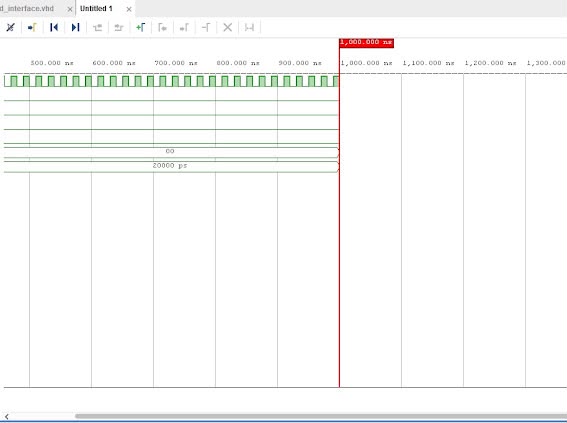 d_interface.vhd × Untitled 1 ×
1,000.000 ns
500.000 ns 600.000 ns 700.000 ns 800.000 ns 900.000 ns 1,000.000 ns 1,100.000 ns 1,200.000 ns 1,300.000
00
20000 ps